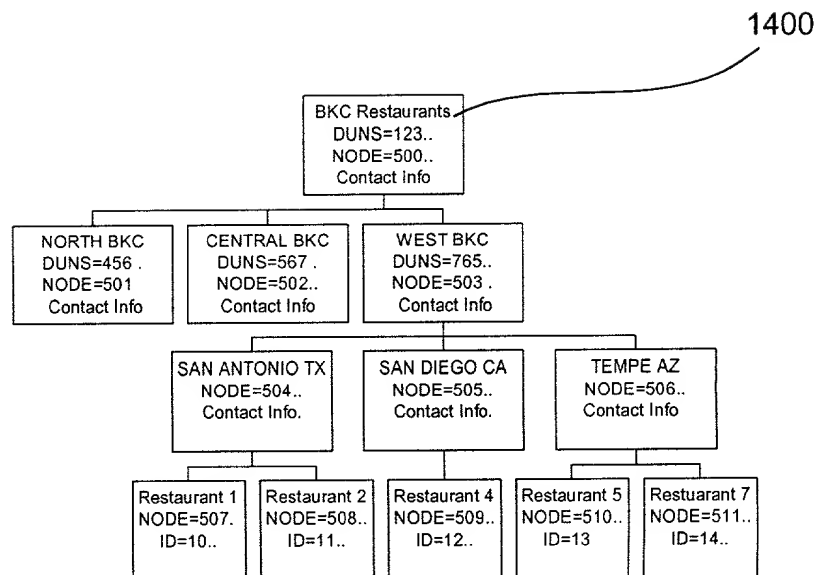 1400
BKC Restaurants
DUNS=123..
NODE=500..
Contact Info
NORTH BKC
DUNS=456 .
NODE=501
Contact Info
CENTRAL BKC
DUNS=567 .
NODE=502..
Contact Info
WEST BKC
DUNS=765..
NODE=503 .
Contact Info
SAN ANTONIO TX
NODE=504..
Contact Info.
SAN DIEGO CA
NODE=505..
Contact Info.
TEMPE AZ
NODE=506..
Contact Info
Restaurant 1
NODE=507.
ID=10..
Restaurant 2
NODE=508..
ID=11..
Restaurant 4
NODE=509..
ID=12..
Restaurant 5
NODE=510..
ID=13
Restuarant 7
NODE=511..
ID=14..